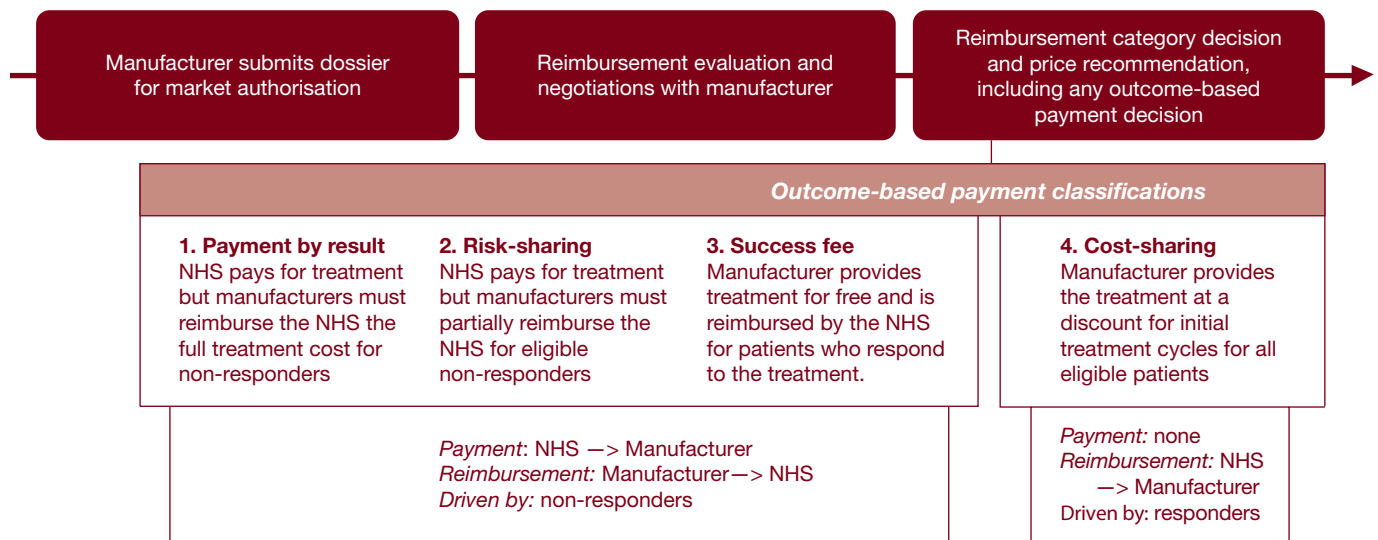 Manufacturer submits dossier
for market authorisation
Reimbursement evaluation and
negotiations with manufacturer
Reimbursement category decision
and price recommendation,
including any outcome-based
payment decision
Outcome-based payment classifications
1. Payment by result
NHS pays for treatment
but manufacturers must
reimburse the NHS the
full treatment cost for
non-responders
2. Risk-sharing
NHS pays for treatment
but manufacturers must
partially reimburse the
NHS for eligible
non-responders
3. Success fee
Manufacturer provides
treatment for free and is
reimbursed by the NHS
for patients who respond
to the treatment.
4. Cost-sharing
Manufacturer provides
the treatment at a
discount for initial
treatment cycles for all
eligible patients
Payment: NHS —> Manufacturer
Reimbursement: Manufacturer—> NHS
Driven by: non-responders
Payment: none
Reimbursement: NHS
—> Manufacturer
Driven by: responders